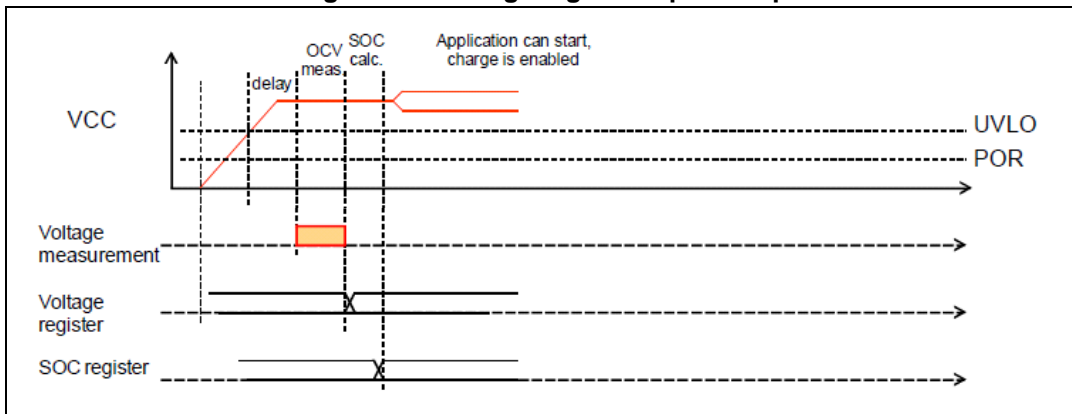 OCV
meas
SOC
calc.
Application can start,
charge is enabled
delay
VCC
UVLO
POR
Voltage
measurement
Voltage
register
SOC register